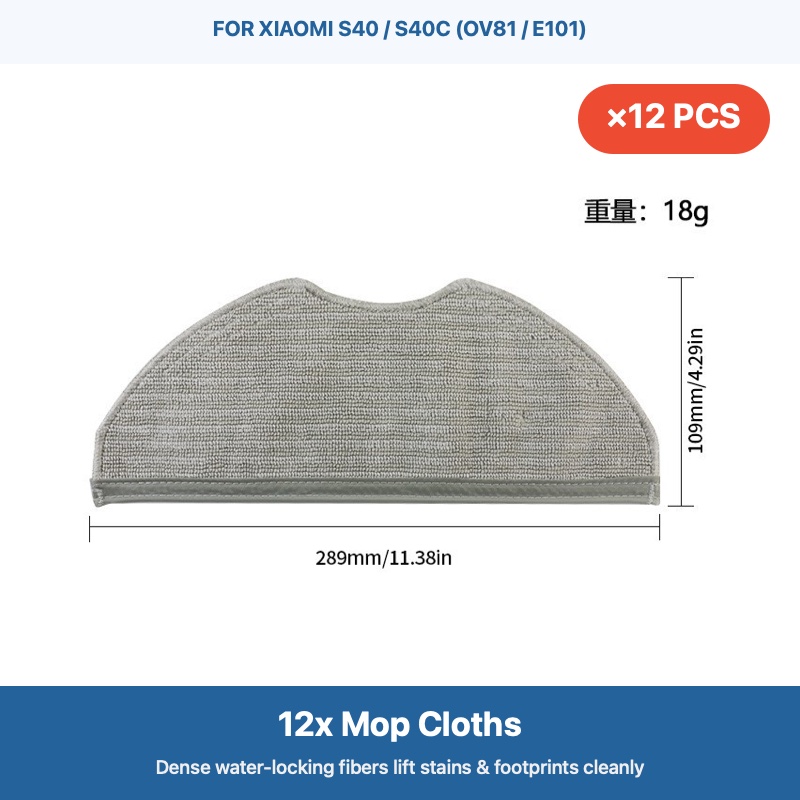 FOR XIAOMI S40 / S40C (OV81 / E101)
×12 PCS
重量：18g
109mm/4.29in
289mm/11.38in
12x Mop Cloths
Dense water-locking fibers lift stains & footprints cleanly